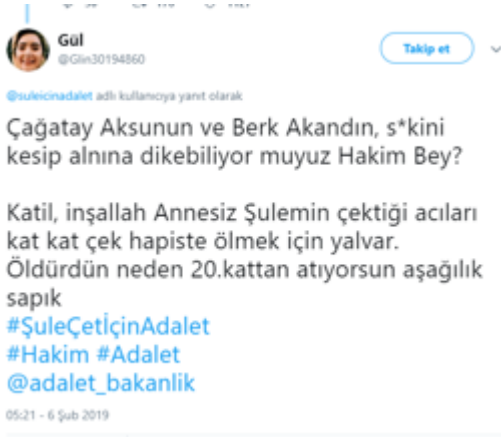 Gül
@Glin30194860
Takip et
@suleicinadalet adlı kullanıcıya yanıt olarak
Çağatay Aksunun ve Berk Akandın, s*kini
kesip alnına dikebiliyor muyuz Hakim Bey?
Katil, inşallah Annesiz Şulemin çektiği acıları
kat kat çek hapiste ölmek için yalvar.
Öldürdün neden 20.kattan atıyorsun aşağılık
sapık
#ŞuleÇetİçinAdalet
#Hakim #Adalet
@adalet_bakanlik
05:21 - 6 Şub 2019